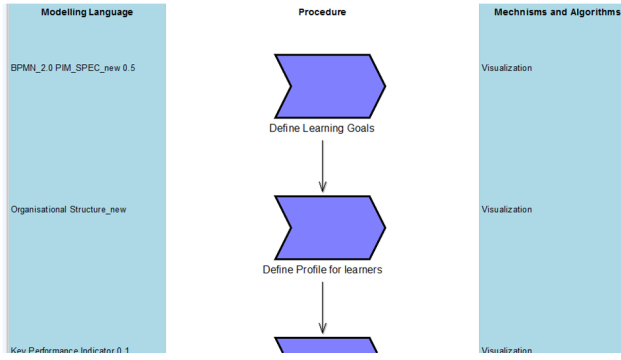 Modelling Language Procedure Mechnisms and Algorithms
BPMN_2.0 PIM_SPEC_new 0.5 Visualization
Define Learning Goals
Organisational Structure_new Visualization
Define Profile for learners
Key Performance Indicator 0.1 Visualization